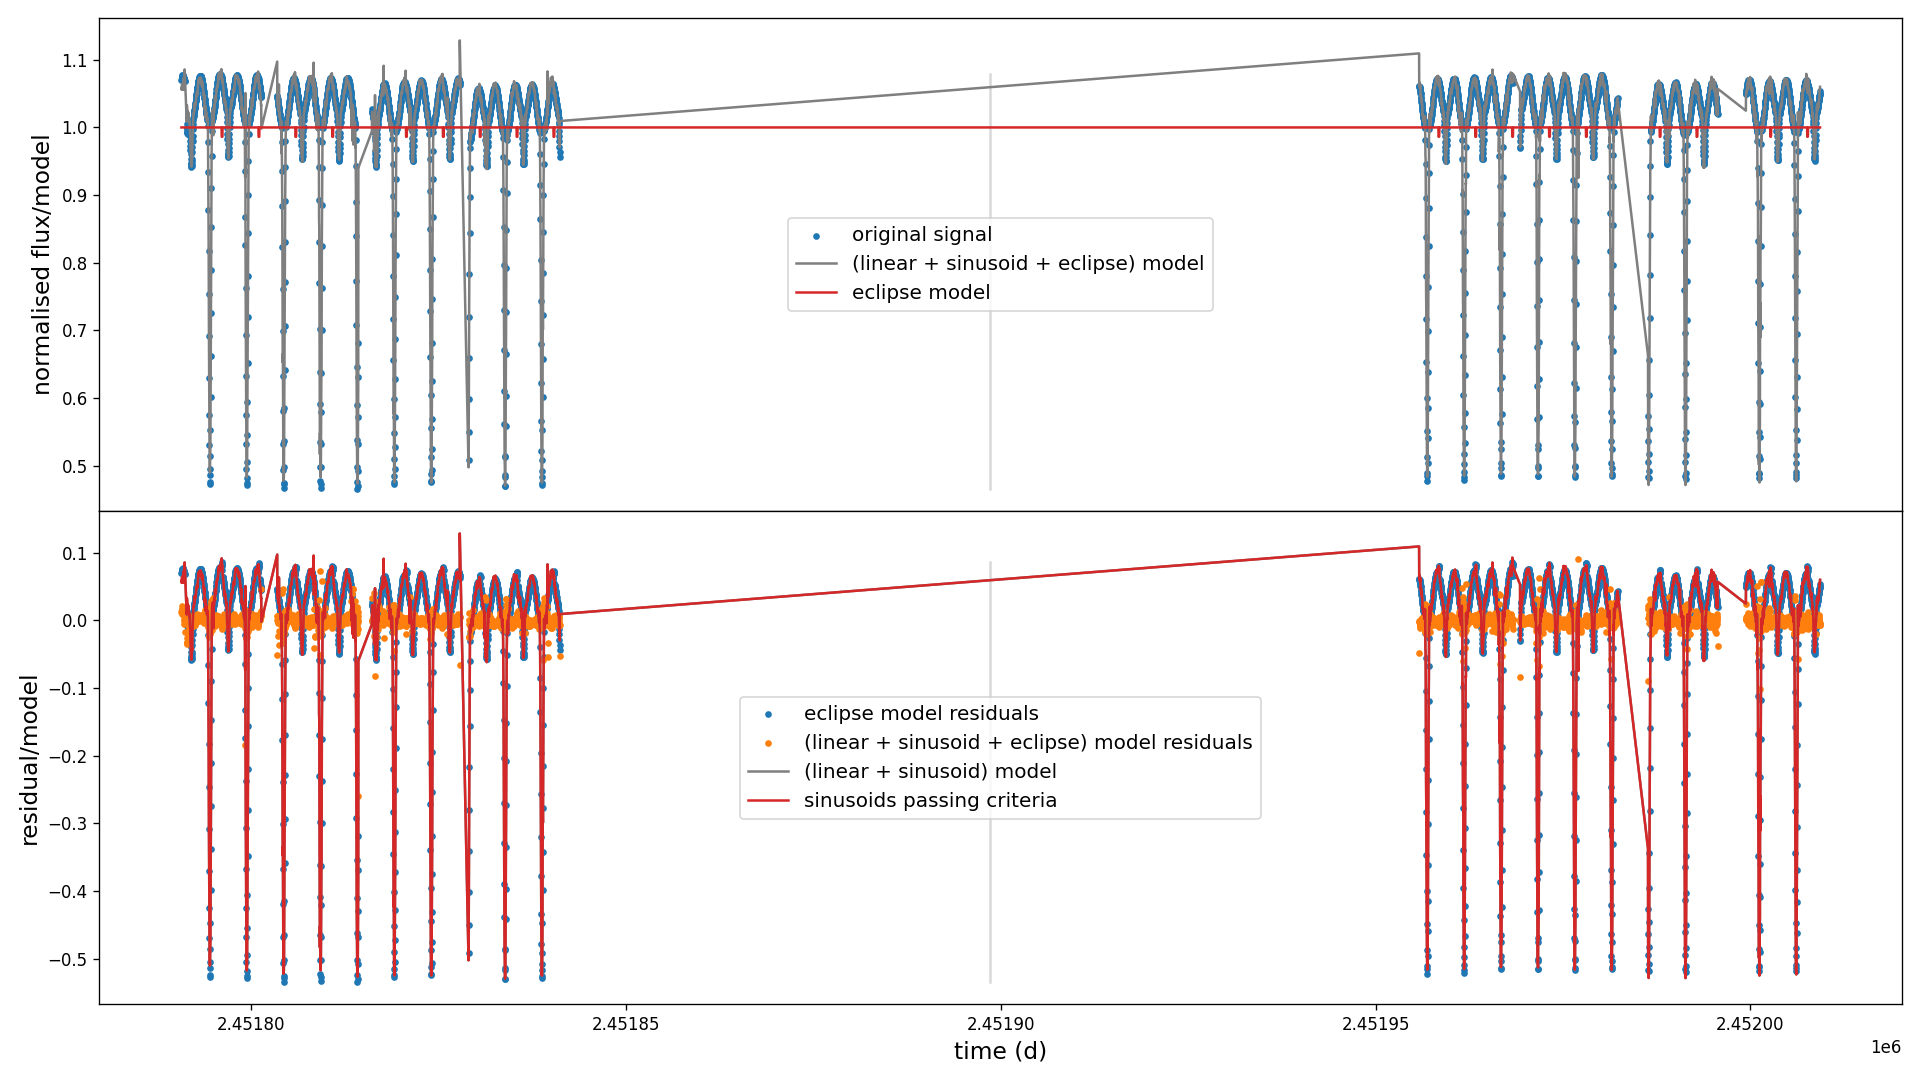 1.1
1.0
0.9
0.8
0.7
0.6
0.5
normalised flux/model
original signal
(linear + sinusoid + eclipse) model
eclipse model
0.1
0.0
−0.1
−0.2
−0.3
−0.4
−0.5
residual/model
eclipse model residuals
(linear + sinusoid + eclipse) model residuals
(linear + sinusoid) model
sinusoids passing criteria
2.45180
2.45185
2.45190
2.45195
2.45200
time (d)
1e6